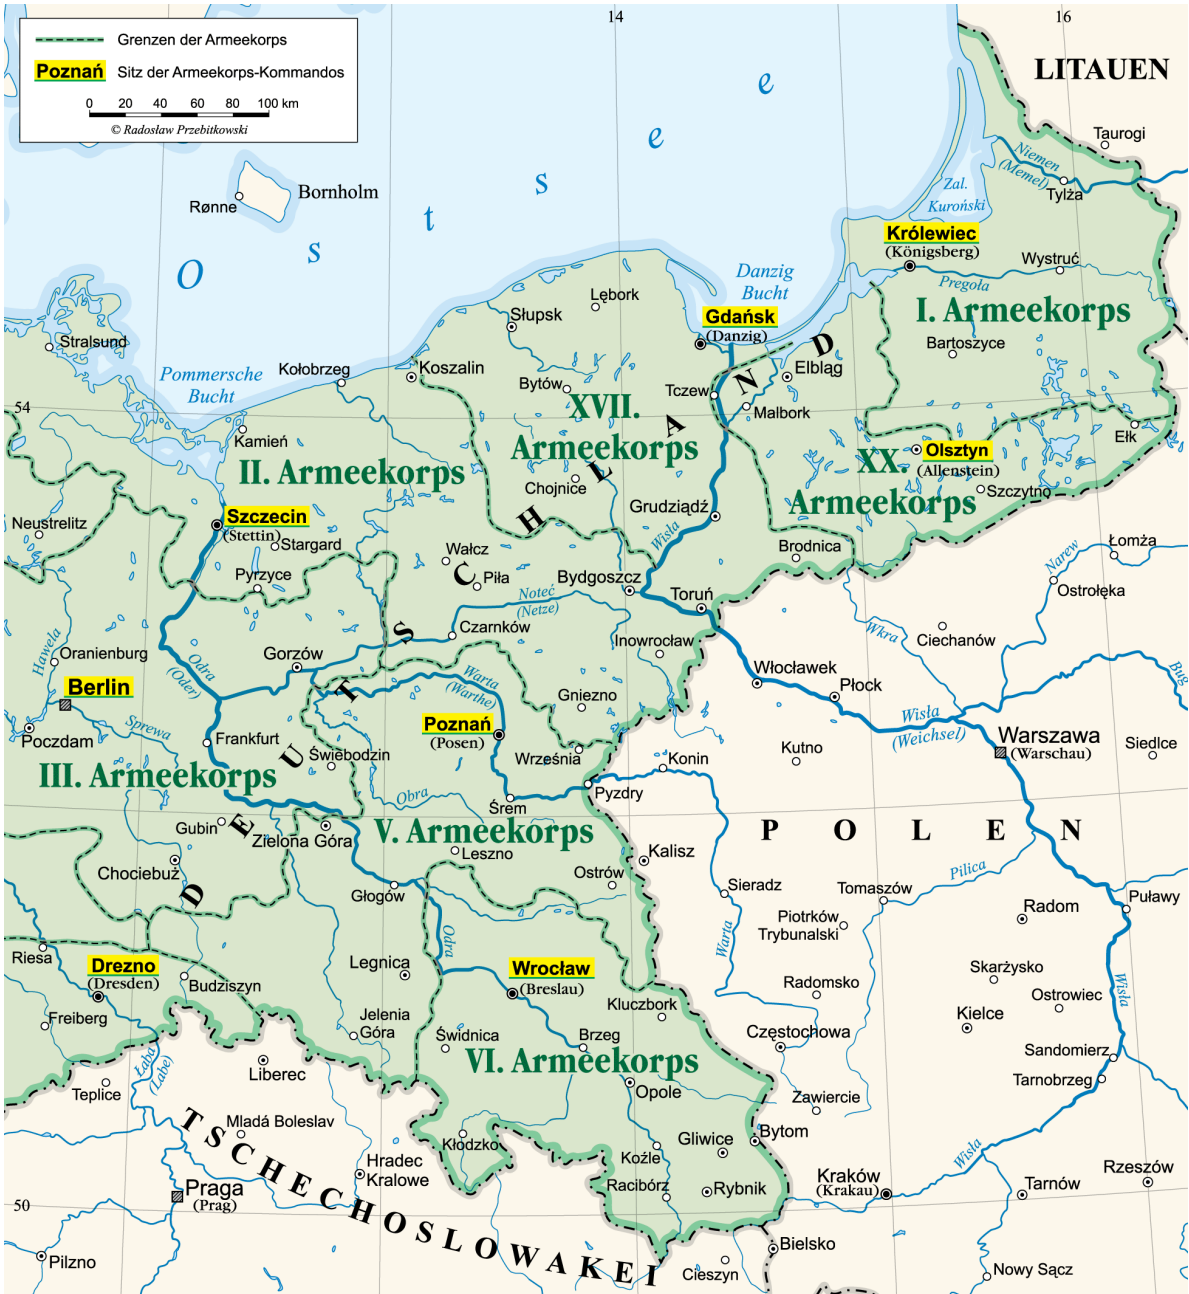 Grenzen der Armeekorps
Poznań Sitz der Armeekorps-Kommandos
0 20 40 60 80 100 km
© Radosław Przebitkowski
14
16
LITAUEN
Taurogi
Niemen
(Memel)
Tylża
Zal.
Kuroński
Bornholm
Rønne
O s t s e e
Królewiec
(Königsberg)
Wystruć
Pregoła
Danzig
Bucht
I. Armeekorps
Lębork
Słupsk
Gdańsk
(Danzig)
Bartoszyce
Stralsund
Pommersche
Bucht
Kołobrzeg
Koszalin
Bytów
Tczew
Elbląg
Malbork
54
XVII.
Armeekorps
Kamień
II. Armeekorps
Ełk
XX.
Armeekorps
Olsztyn
(Allenstein)
Szczytno
Chojnice
Grudziądz
Neustrelitz
Szczecin
(Stettin)
Stargard
Wisła
Brodnica
Wałcz
Piła
Pyrzyce
Bydgoszcz
Toruń
Noteć
(Netze)
Narew
Łomża
Ostrołęka
Czarnków
Inowrocław
Wkra
Ciechanów
Hawela
Oranienburg
Odra
(Oder)
Gorzów
Warta
(Warthe)
Gniezno
Włocławek
Płock
Bug
Berlin
Poczdam
Sprewa
Frankfurt
Poznań
(Posen)
Września
Świebodzin
Wisła
(Weichsel)
Warszawa
(Warschau)
Siedlce
Kutno
Konin
III. Armeekorps
Obra
Śrem
Pyzdry
Gubin
Zielona Góra
V. Armeekorps
Leszno
POLEN
Chociebuż
Głogów
Ostrów
Kalisz
Sieradz
Pilica
Tomaszów
Puławy
DEUTSCHLAND
Piotrków
Trybunalski
Radom
Riesa
Drezno
(Dresden)
Budziszyn
Legnica
Odra
Wrocław
(Breslau)
Warta
Radomsko
Skarżysko
Ostrowiec
Wisła
Freiberg
Jelenia
Góra
Świdnica
Brzeg
Kluczbork
Kielce
Częstochowa
VI. Armeekorps
Łaba
(Labe)
Liberec
Teplice
Opole
Sandomierz
Tarnobrzeg
Zawiercie
Mladá Boleslav
Kłodzko
Koźle
Gliwice
Bytom
Hradec
Kralowe
Praga
(Prag)
Racibórz
Rybnik
Kraków
(Krakau)
Wisła
Tarnów
Rzeszów
50
TSCHECHOSLOWAKEI
Pilzno
Cieszyn
Bielsko
Nowy Sącz